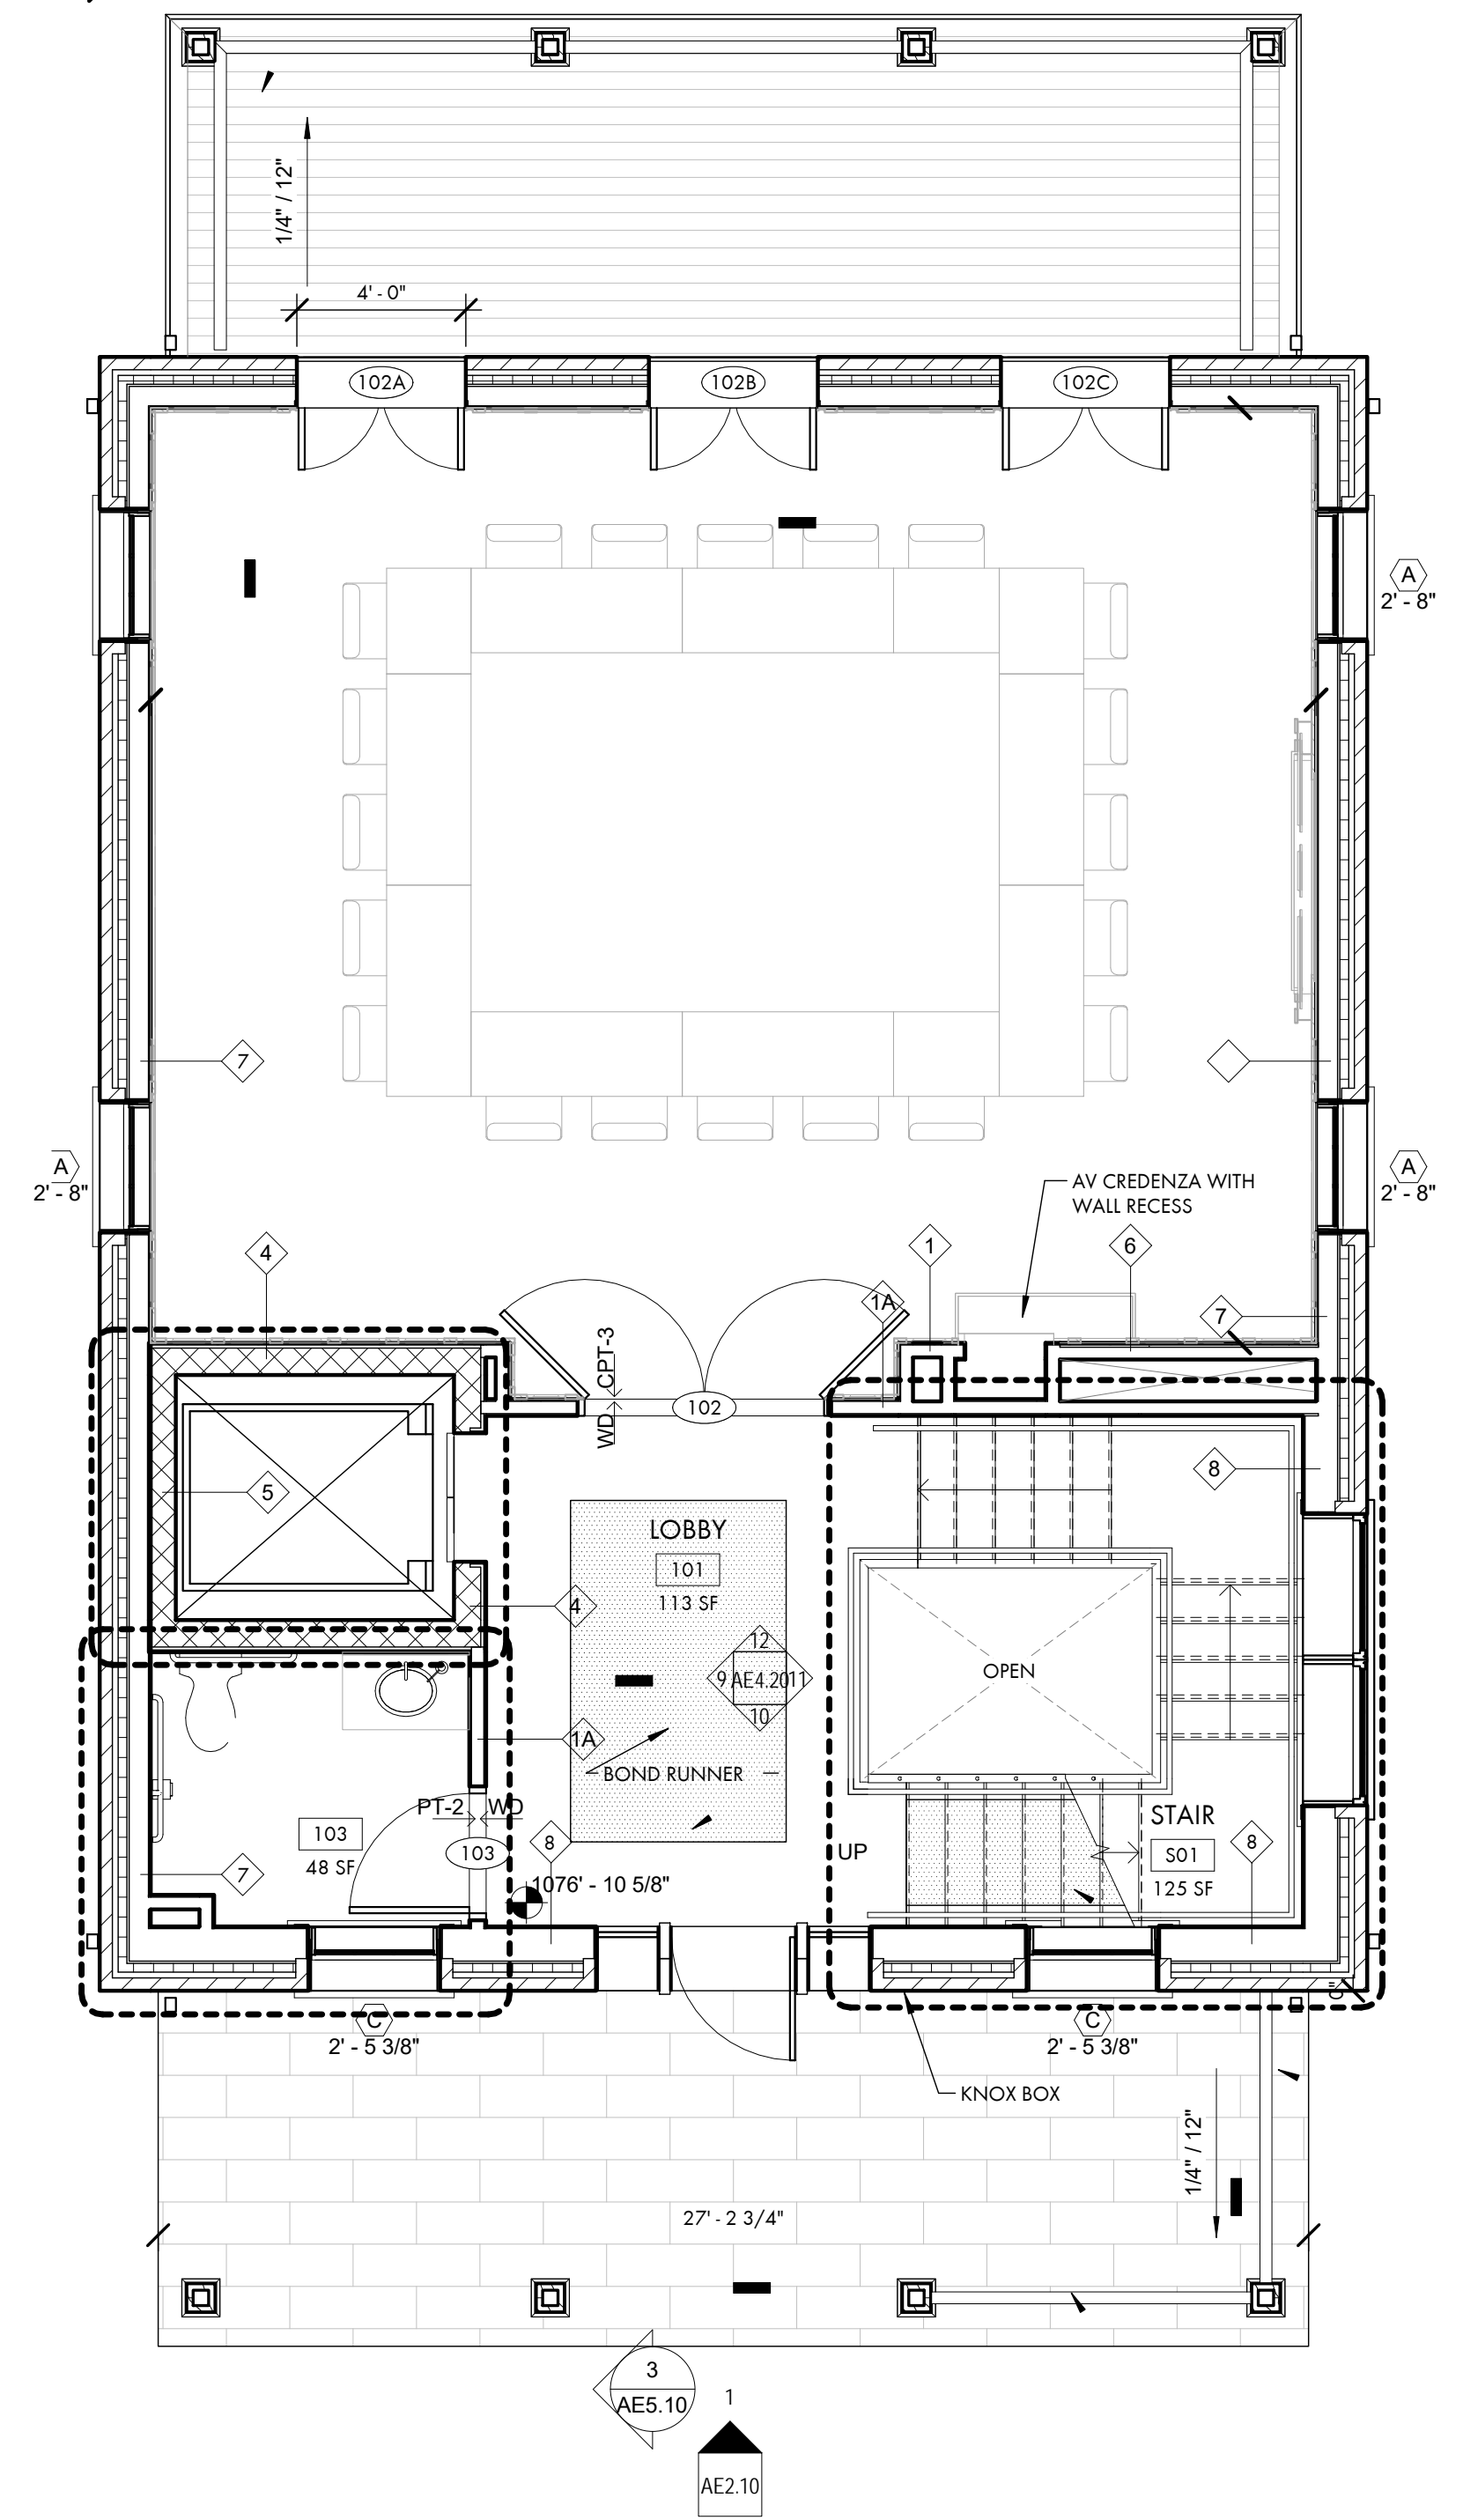 1/4" / 12"
4' - 0"
102A
102B
102C
A
2' - 8"
7
A
2' - 8"
A
2' - 8"
AV CREDENZA WITH
WALL RECESS
4
1
6
1A
7
CPT-3
WD
102
8
5
LOBBY
101
113 SF
4
12
9 AE4.20 11
10
OPEN
1A
BOND RUNNER
PT-2
WD
103
48 SF
103
8
UP
STAIR
S01
125 SF
8
7
1076' - 10 5/8"
C
2' - 5 3/8"
C
2' - 5 3/8"
KNOX BOX
1/4" / 12"
27' - 2 3/4"
3
AE5.10
1
AE2.10